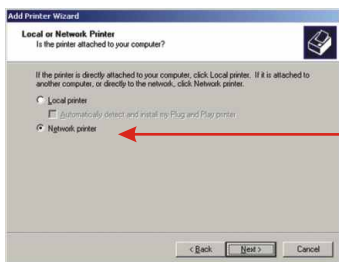 Add Printer Wizard
Local or Network Printer
Is the printer attached to your computer?
If the printer is directly attached to your computer, click Local printer. If it is attached to
another computer, or directly to the network, click Network printer.
Local printer
Automatically detect and install my Plug and Play printer
Network printer
< Back
Next >
Cancel